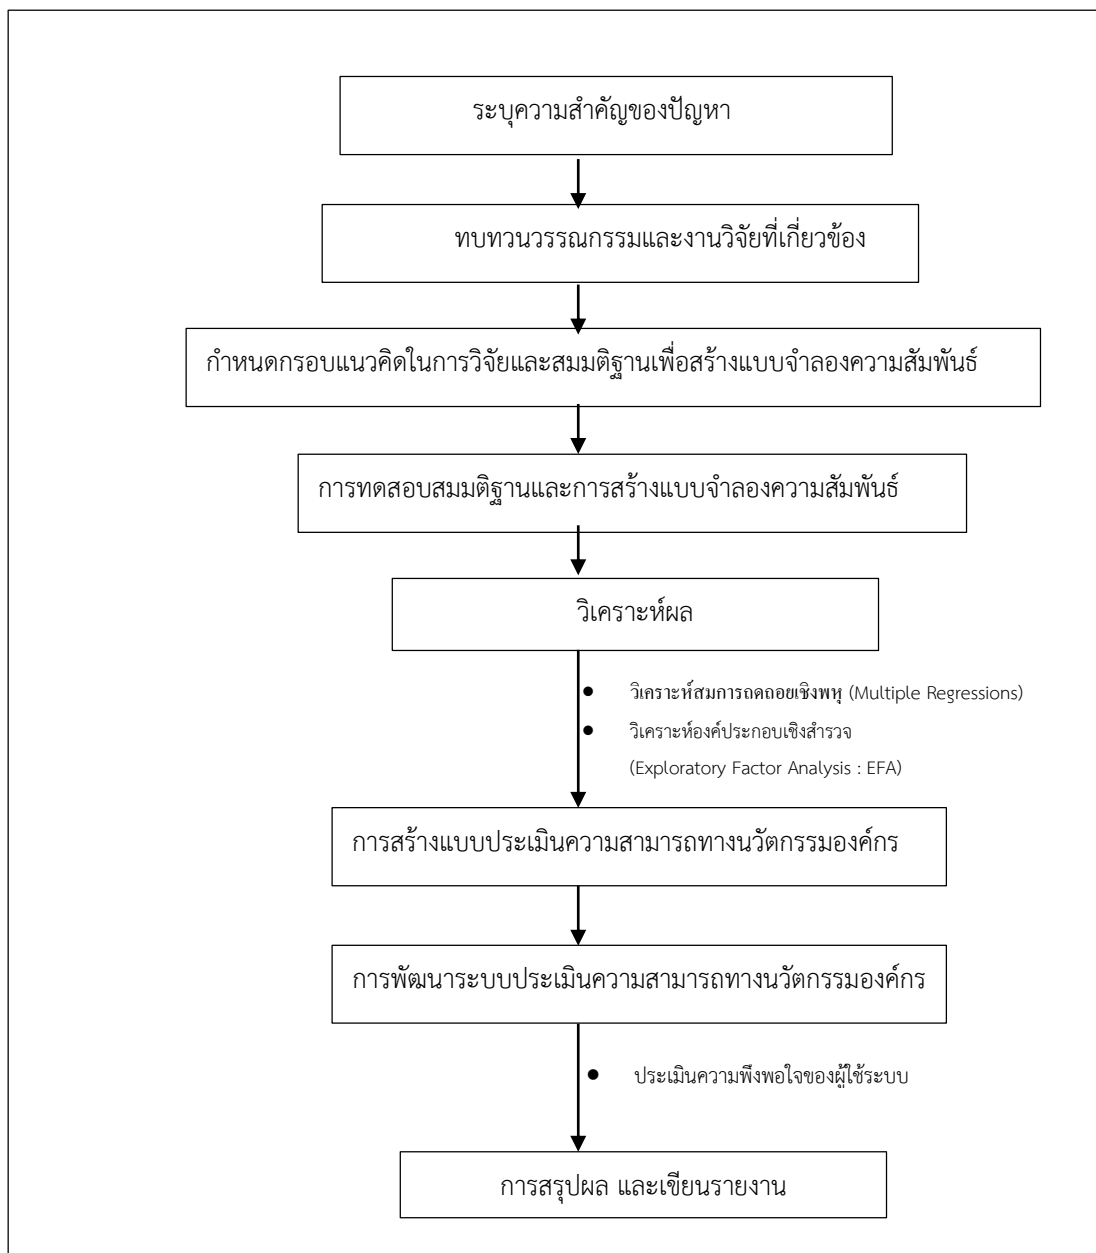 ระบุความสำคัญของปัญหา
ทบทวนวรรณกรรมและงานวิจัยที่เกี่ยวข้อง
กำหนดกรอบแนวคิดในการวิจัยและสมมติฐานเพื่อสร้างแบบจำลองความสัมพันธ์
การทดสอบสมมติฐานและการสร้างแบบจำลองความสัมพันธ์
วิเคราะห์ผล
● วิเคราะห์สมการถดถอยเชิงพหุ (Multiple Regressions)
● วิเคราะห์องค์ประกอบเชิงสำรวจ
(Exploratory Factor Analysis : EFA)
การสร้างแบบประเมินความสามารถทางนวัตกรรมองค์กร
การพัฒนาระบบประเมินความสามารถทางนวัตกรรมองค์กร
● ประเมินความพึงพอใจของผู้ใช้ระบบ
การสรุปผล และเขียนรายงาน